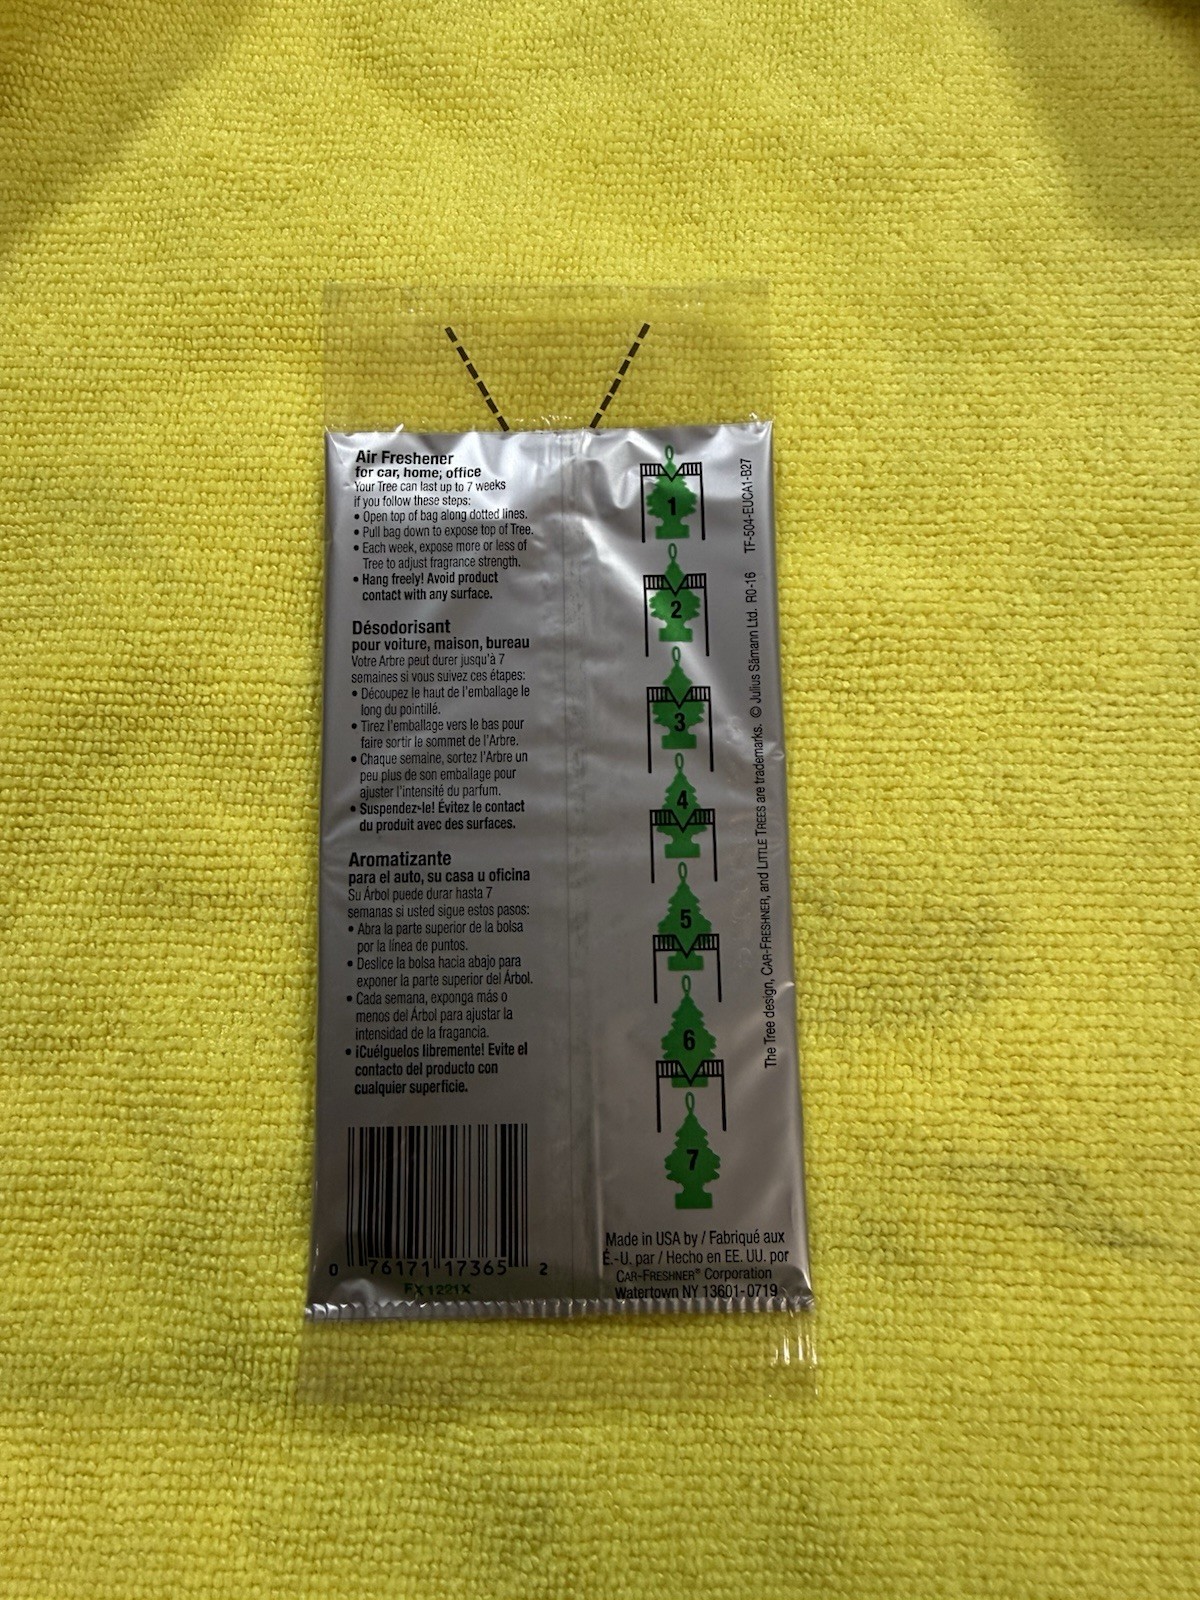 Air Freshener
for car, home, office
Your Tree can last up to 7 weeks
if you follow these steps:
• Open top of bag along dotted lines.
• Pull bag down to expose top of Tree.
• Each week, expose more or less of
Tree to adjust fragrance strength.
• Hang freely! Avoid product
contact with any surface.
Désodorisant
pour voiture, maison, bureau
Votre Arbre peut durer jusqu'à 7
semaines si vous suivez ces étapes:
• Découpez le haut de l'emballage le
long du pointillé.
• Tirez l'emballage vers le bas pour
faire sortir le sommet de l'Arbre.
• Chaque semaine, sortez l'Arbre un
peu plus de son emballage pour
ajuster l'intensité du parfum.
• Suspendez-le! Évitez le contact
du produit avec des surfaces.
Aromatizante
para el auto, su casa u oficina
Su Árbol puede durar hasta 7
semanas si usted sigue estos pasos:
• Abra la parte superior de la bolsa
por la línea de puntos.
• Deslice la bolsa hacia abajo para
exponer la parte superior del Árbol.
• Cada semana, exponga más o
menos del Árbol para ajustar la
intensidad de la fragancia.
• ¡Cuélguelos libremente! Evite el
contacto del producto con
cualquier superficie.
0 76171 17365 2
FX1221X
1
2
3
4
5
6
7
Made in USA by / Fabriqué aux
É.-U. par / Hecho en EE. UU. por
CAR-FRESHNER® Corporation
Watertown NY 13601-0719
The Tree design, CAR-FRESHNER, and LITTLE TREES are trademarks. © Julius Sämann Ltd. R0-16 TF-504-EUCA1-B27